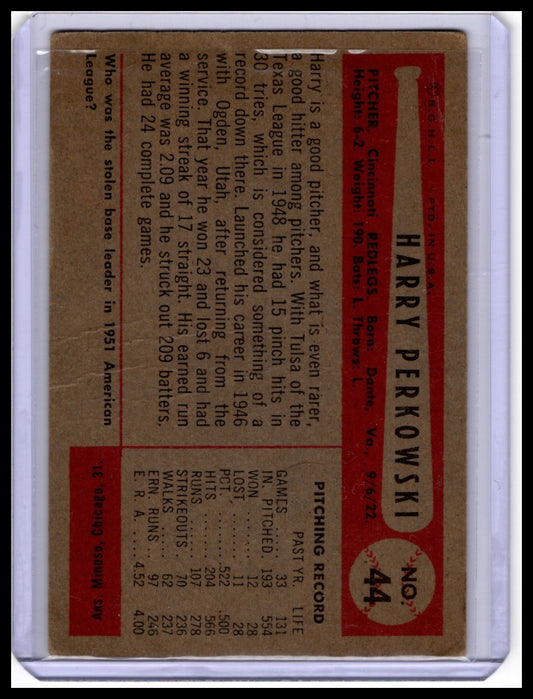 © B.G.H.L.I. PTD. IN U.S.A.
HARRY PERKOWSKI
NO. 44
PITCHER, Cincinnati REDLEGS Born: Dante, Va., 9/6/22.
Height: 6-2 Weight: 190. Bats: L. Throws: L.
Harry is a good pitcher, and what is even rarer,
a good hitter among pitchers. With Tulsa of the
Texas League in 1948 he had 15 pinch hits in
30 tries, which is considered something of a
record down there. Launched his career in 1946
with Ogden, Utah, after returning from the
service. That year he won 23 and lost 6 and had
a winning streak of 17 straight. His earned run
average was 2.09 and he struck out 209 batters.
He had 24 complete games.
PITCHING RECORD
PAST YR. LIFE
GAMES ..... 33 131
IN. PITCHED 193 554
WON ....... 12 28
LOST ...... 11 28
PCT. ..... .522 .500
HITS ..... 204 566
RUNS ..... 107 278
STRIKEOUTS 70 236
WALKS .... 62 237
ERN. RUNS . 97 246
E. R. A. ... 4.52 4.00
Who was the stolen base leader in 1951 American
League?
Ans. Minoso, Chicago,
31.